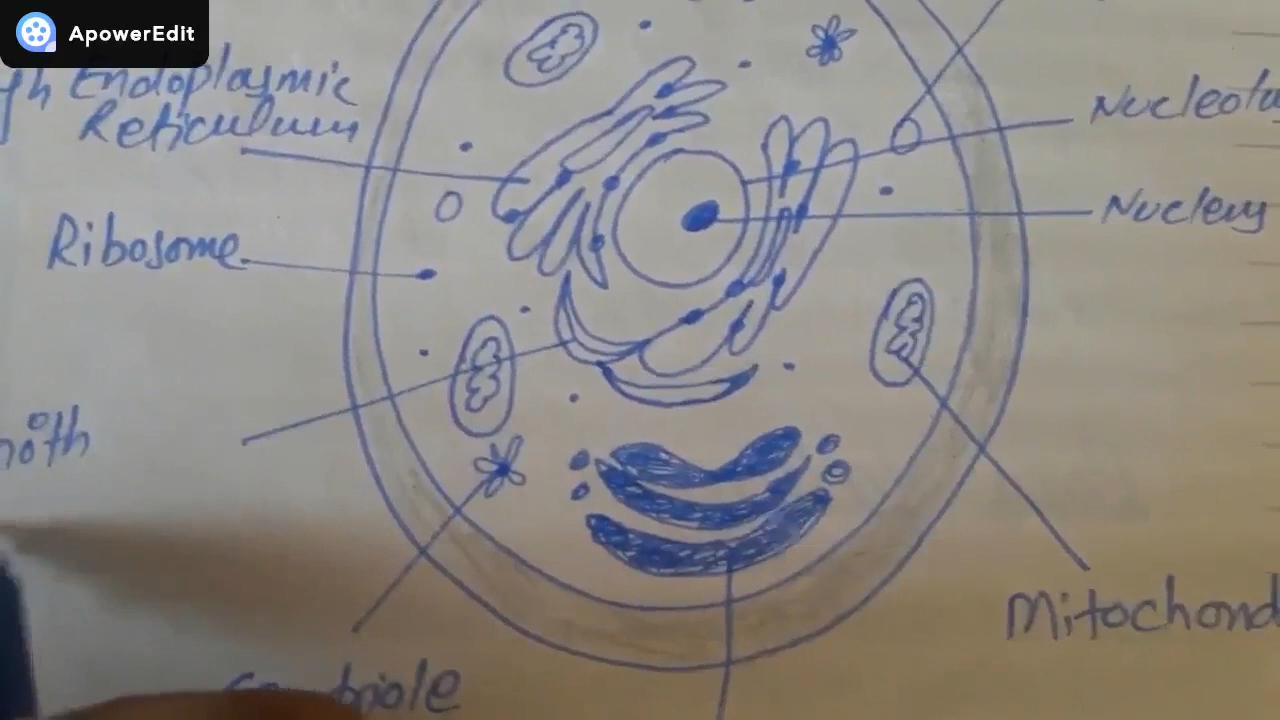 ApowerEdit
Endoplasmic
Reticulum
Ribosome
Mitochond
Nucleolu
Nucleus